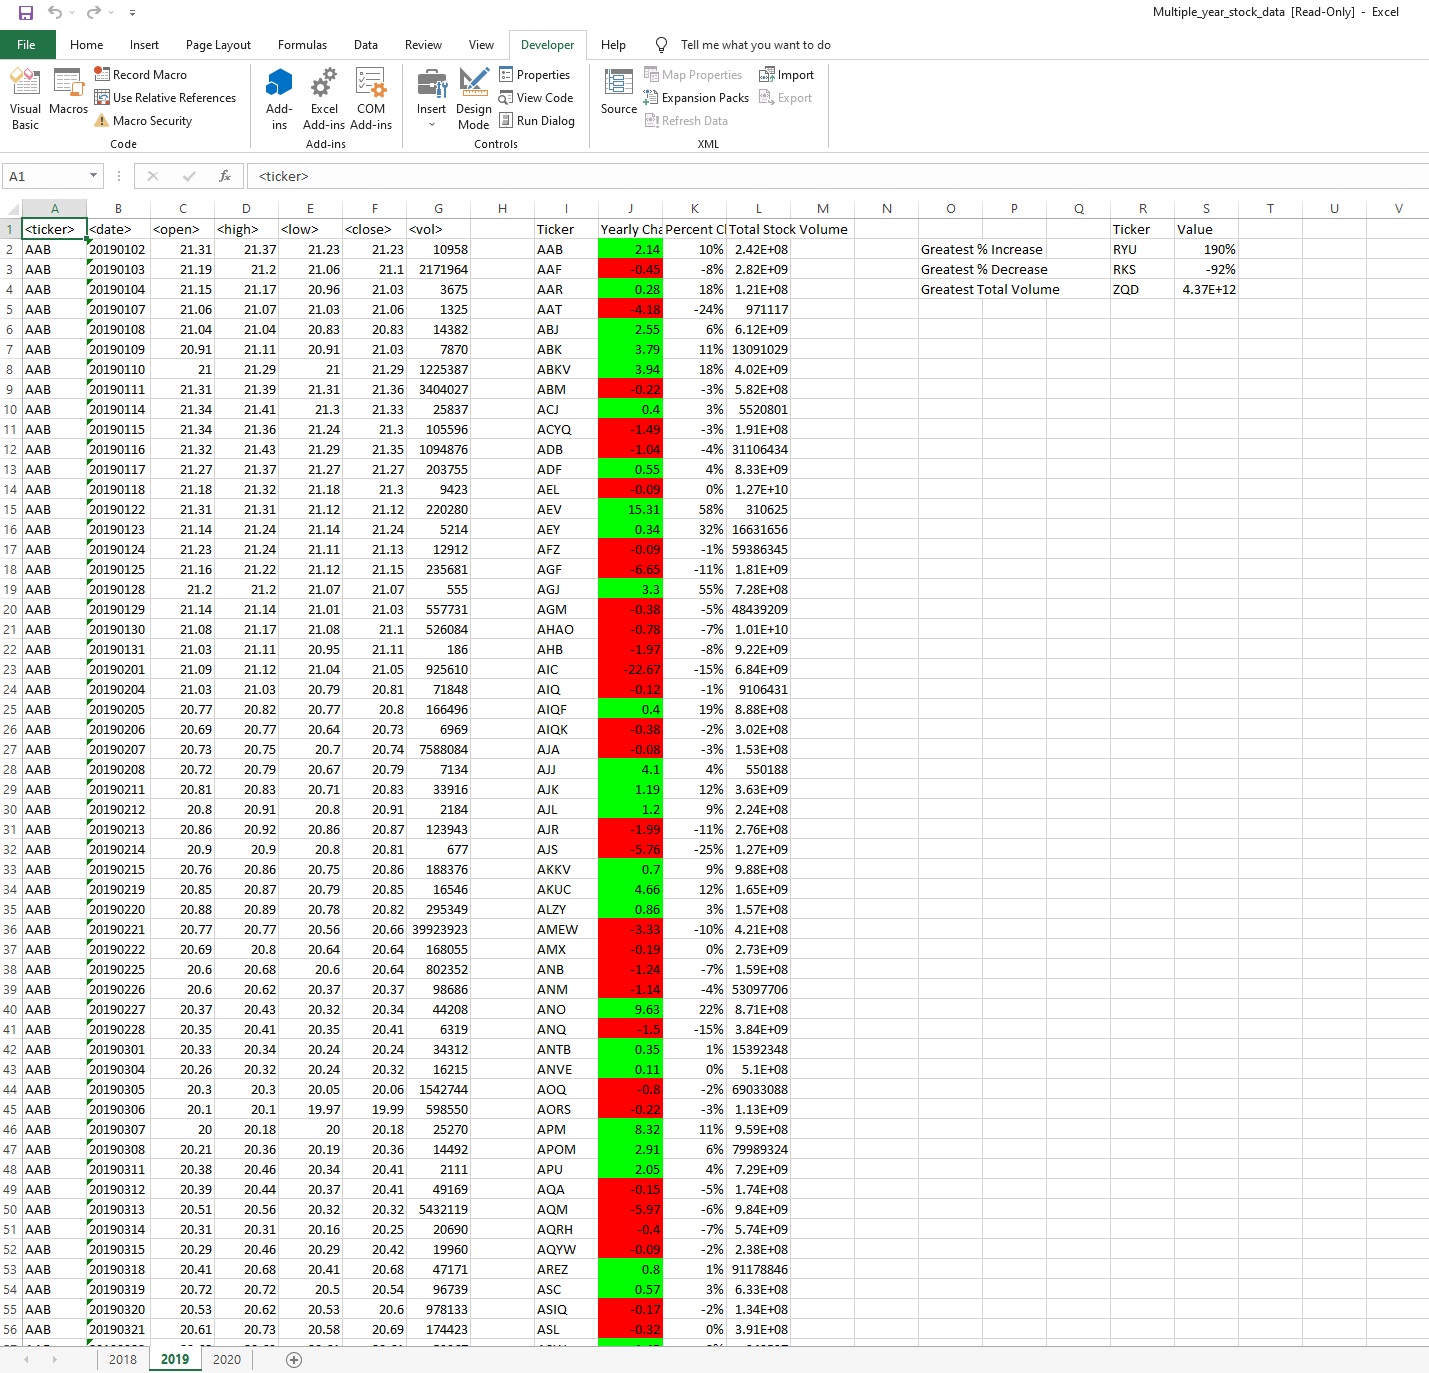 Multiple_year_stock_data [Read-Only] - Excel
File Home Insert Page Layout Formulas Data Review View Developer Help Tell me what you want to do
Visual Basic Macros Record Macro Use Relative References Macro Security Code
Add-ins Excel Add-ins COM Add-ins Add-ins
Insert Design Mode Properties View Code Run Dialog Controls
Source Map Properties Expansion Packs Refresh Data Import Export XML
A1 fx <ticker>
A B C D E F G H I J K L M N O P Q R S T U V
1 <ticker> <date> <open> <high> <low> <close> <vol> Ticker Yearly Cha Percent Cl Total Stock Volume Ticker Value
2 AAB 20190102 21.31 21.37 21.23 21.23 10958 AAB 2.14 10% 2.42E+08 Greatest % Increase RYU 190%
3 AAB 20190103 21.19 21.2 21.06 21.1 2171964 AAF -0.45 -8% 2.82E+09 Greatest % Decrease RKS -92%
4 AAB 20190104 21.15 21.17 20.96 21.03 3675 AAR 0.28 18% 1.21E+08 Greatest Total Volume ZQD 4.37E+12
5 AAB 20190107 21.06 21.07 21.03 21.06 1325 AAT -4.18 -24% 971117
6 AAB 20190108 21.04 21.04 20.83 20.83 14382 ABJ 2.55 6% 6.12E+09
7 AAB 20190109 20.91 21.11 20.91 21.03 7870 ABK 3.79 11% 13091029
8 AAB 20190110 21 21.29 21 21.29 1225387 ABKV 3.94 18% 4.02E+09
9 AAB 20190111 21.31 21.39 21.31 21.36 3404027 ABM -0.22 -3% 5.82E+08
10 AAB 20190114 21.34 21.41 21.3 21.33 25837 ACJ 0.4 3% 5520801
11 AAB 20190115 21.34 21.36 21.24 21.3 105596 ACYQ -1.49 -3% 1.91E+08
12 AAB 20190116 21.32 21.43 21.29 21.35 1094876 ADB -1.04 -4% 31106434
13 AAB 20190117 21.27 21.37 21.27 21.27 203755 ADF 0.55 4% 8.33E+09
14 AAB 20190118 21.18 21.32 21.18 21.3 9423 AEL -0.09 0% 1.27E+10
15 AAB 20190122 21.31 21.31 21.12 21.12 220280 AEV 15.31 58% 310625
16 AAB 20190123 21.14 21.24 21.14 21.24 5214 AEY 0.34 32% 16631656
17 AAB 20190124 21.23 21.24 21.11 21.13 12912 AFZ -0.09 -1% 59386345
18 AAB 20190125 21.16 21.22 21.12 21.15 235681 AGF -6.65 -11% 1.81E+09
19 AAB 20190128 21.2 21.2 21.07 21.07 555 AGJ 3.3 55% 7.28E+08
20 AAB 20190129 21.14 21.14 21.01 21.03 557731 AGM -0.38 -5% 48439209
21 AAB 20190130 21.08 21.17 21.08 21.1 526084 AHAO -0.78 -7% 1.01E+10
22 AAB 20190131 21.03 21.11 20.95 21.11 186 AHB -1.97 -8% 9.22E+09
23 AAB 20190201 21.09 21.12 21.04 21.05 925610 AIC -22.67 -15% 6.84E+09
24 AAB 20190204 21.03 21.03 20.79 20.81 71848 AIQ -0.12 -1% 9106431
25 AAB 20190205 20.77 20.82 20.77 20.8 166496 AIQF 0.4 19% 8.88E+08
26 AAB 20190206 20.69 20.77 20.64 20.73 6969 AIQK -0.38 -2% 3.02E+08
27 AAB 20190207 20.73 20.75 20.7 20.74 7588084 AJA -0.08 -3% 1.53E+08
28 AAB 20190208 20.72 20.79 20.67 20.79 7134 AJJ 4.1 4% 550188
29 AAB 20190211 20.81 20.83 20.71 20.83 33916 AJK 1.19 12% 3.63E+09
30 AAB 20190212 20.8 20.91 20.8 20.91 2184 AJL 1.2 9% 2.24E+08
31 AAB 20190213 20.86 20.92 20.86 20.87 123943 AJR -1.99 -11% 2.76E+08
32 AAB 20190214 20.9 20.9 20.8 20.81 677 AJS -5.76 -25% 1.27E+09
33 AAB 20190215 20.76 20.86 20.75 20.86 188376 AKKV 0.7 9% 9.88E+08
34 AAB 20190219 20.85 20.87 20.79 20.85 16546 AKUC 4.66 12% 1.65E+09
35 AAB 20190220 20.88 20.89 20.78 20.82 295349 ALZY 0.86 3% 1.57E+08
36 AAB 20190221 20.77 20.77 20.56 20.66 39923923 AMEW -3.33 -10% 4.21E+08
37 AAB 20190222 20.69 20.8 20.64 20.64 168055 AMX -0.19 0% 2.73E+09
38 AAB 20190225 20.6 20.68 20.6 20.64 802352 ANB -1.24 -7% 1.59E+08
39 AAB 20190226 20.6 20.62 20.37 20.37 98686 ANM -1.14 -4% 53097706
40 AAB 20190227 20.37 20.43 20.32 20.34 44208 ANO 9.63 22% 8.71E+08
41 AAB 20190228 20.35 20.41 20.35 20.41 6319 ANQ -1.5 -15% 3.84E+09
42 AAB 20190301 20.33 20.34 20.24 20.24 34312 ANTB 0.35 1% 15392348
43 AAB 20190304 20.26 20.32 20.24 20.32 16215 ANVE 0.11 0% 5.1E+08
44 AAB 20190305 20.3 20.3 20.05 20.06 1542744 AOQ -0.8 -2% 69033088
45 AAB 20190306 20.1 20.1 19.97 19.99 598550 AORS -0.22 -3% 1.13E+09
46 AAB 20190307 20 20.18 20 20.18 25270 APM 8.32 11% 9.59E+08
47 AAB 20190308 20.21 20.36 20.19 20.36 14492 APOM 2.91 6% 79989324
48 AAB 20190311 20.38 20.46 20.34 20.41 2111 APU 2.05 4% 7.29E+09
49 AAB 20190312 20.39 20.44 20.37 20.41 49169 AQA -0.15 -5% 1.74E+08
50 AAB 20190313 20.51 20.56 20.32 20.32 5432119 AQM -5.97 -6% 9.84E+09
51 AAB 20190314 20.31 20.31 20.16 20.25 20690 AQRH -0.4 -7% 5.74E+09
52 AAB 20190315 20.29 20.46 20.29 20.42 19960 AQYW -0.09 -2% 2.38E+08
53 AAB 20190318 20.41 20.68 20.41 20.68 47171 AREZ 0.8 1% 91178846
54 AAB 20190319 20.72 20.72 20.5 20.54 96739 ASC 0.57 3% 6.33E+08
55 AAB 20190320 20.53 20.62 20.53 20.6 978133 ASIQ -0.17 -2% 1.34E+08
56 AAB 20190321 20.61 20.73 20.58 20.69 174423 ASL -0.32 0% 3.91E+08
2018 2019 2020